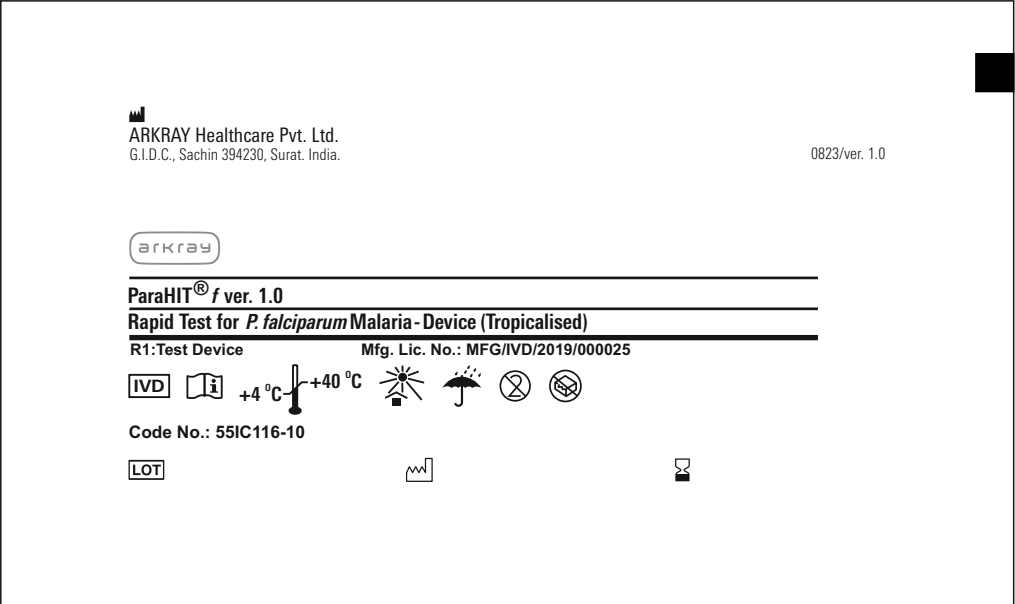 ARKRAY Healthcare Pvt. Ltd.
G.I.D.C., Sachin 394230, Surat. India.
0823/ver. 1.0
arkray
ParaHIT® f ver. 1.0
Rapid Test for P. falciparum Malaria - Device (Tropicalised)
R1:Test Device Mfg. Lic. No.: MFG/IVD/2019/000025
IVD i +4 °C +40 °C 2
Code No.: 55IC116-10
LOT